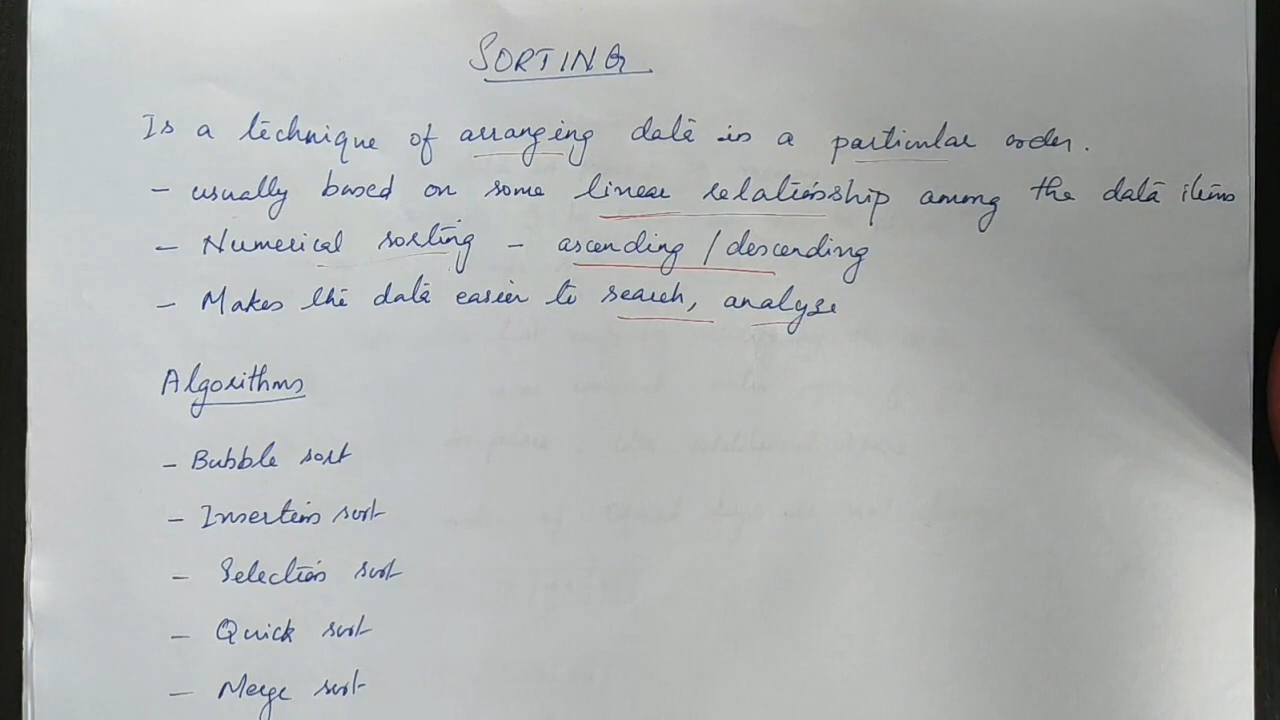 SORTING
Is a technique of arranging data in a particular order.
- usually based on some linear relationship among the data items
- Numerical sorting - ascending / descending
- Makes the data easier to search, analyse
Algorithms
- Bubble sort
- Insertion sort
- Selection sort
- Quick sort
- Merge sort